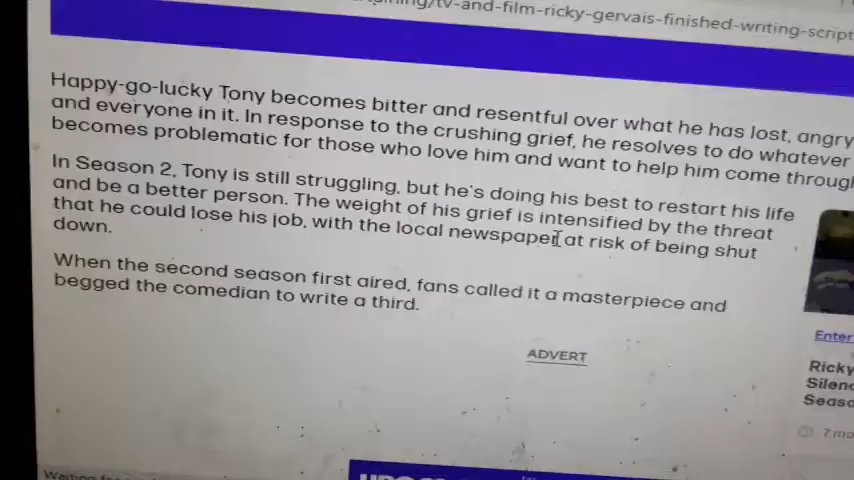 /tv-and-film-ricky-gervais-finished-writing-script
Happy-go-lucky Tony becomes bitter and resentful over what he has lost, angry
and everyone in it. In response to the crushing grief, he resolves to do whatever
becomes problematic for those who love him and want to help him come through
In Season 2, Tony is still struggling, but he's doing his best to restart his life
and be a better person. The weight of his grief is intensified by the threat
that he could lose his job, with the local newspaper at risk of being shut
down.
When the second season first aired, fans called it a masterpiece and
begged the comedian to write a third.
ADVERT
Enter
Ricky
Silenc
Seaso
7 mo
Waiting for